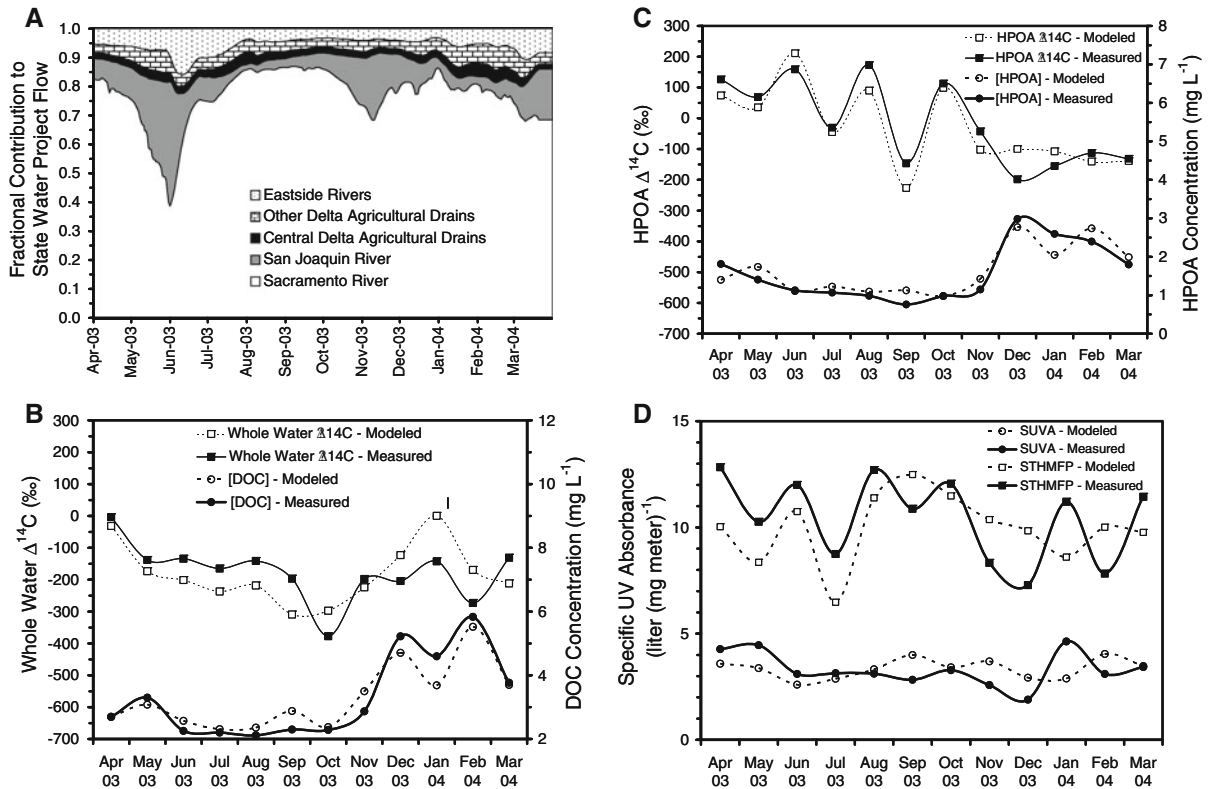 A
Fractional Contribution to
State Water Project Flow
1.0
0.9
0.8
0.7
0.6
0.5
0.4
0.3
0.2
0.1
0.0
Eastside Rivers
Other Delta Agricultural Drains
Central Delta Agricultural Drains
San Joaquin River
Sacramento River
Apr-03
May-03
Jun-03
Jul-03
Aug-03
Sep-03
Oct-03
Nov-03
Dec-03
Jan-04
Feb-04
Mar-04
B
Whole Water Δ14C (‰)
300
200
100
0
-100
-200
-300
-400
-500
-600
-700
Whole Water 14C - Modeled
Whole Water 14C - Measured
[DOC] - Modeled
[DOC] - Measured
12
10
8
6
4
2
DOC Concentration (mg L-1)
Apr May Jun Jul Aug Sep Oct Nov Dec Jan Feb Mar
03 03 03 03 03 03 03 03 03 04 04 04
C
HPOA Δ14C (‰)
300
200
100
0
-100
-200
-300
-400
-500
-600
-700
HPOA 14C - Modeled
HPOA 14C - Measured
[HPOA] - Modeled
[HPOA] - Measured
8
7
6
5
4
3
2
1
0
HPOA Concentration (mg L-1)
Apr May Jun Jul Aug Sep Oct Nov Dec Jan Feb Mar
03 03 03 03 03 03 03 03 03 04 04 04
D
Specific UV Absorbance
(liter (mg meter)-1
15
10
5
0
SUVA - Modeled
SUVA - Measured
STHMFP - Modeled
STHMFP - Measured
Apr May Jun Jul Aug Sep Oct Nov Dec Jan Feb Mar
03 03 03 03 03 03 03 03 03 04 04 04